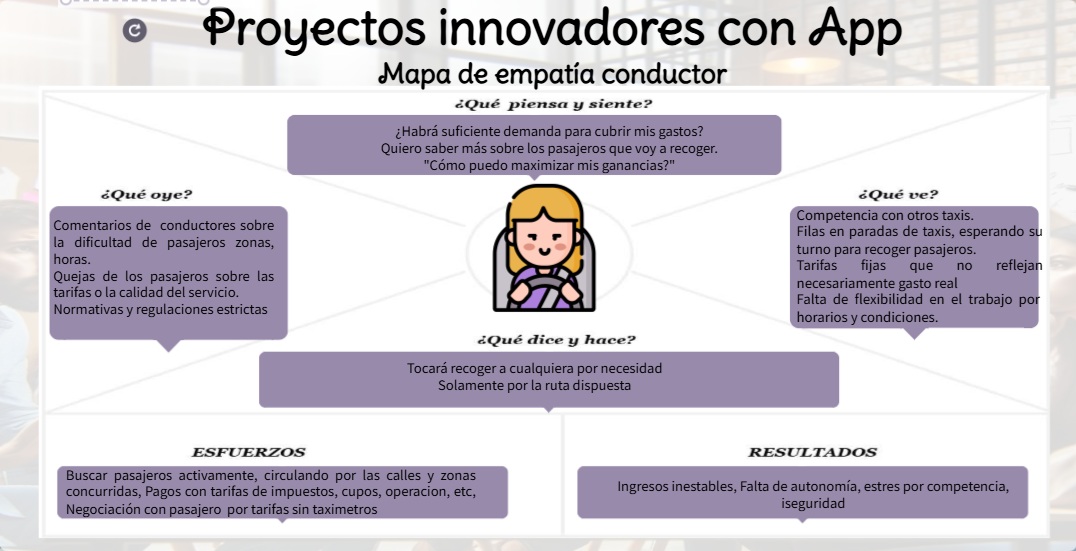 Proyectos innovadores con App
Mapa de empatía conductor
¿Qué piensa y siente?
¿Habrá suficiente demanda para cubrir mis gastos?
Quiero saber más sobre los pasajeros que voy a recoger.
"Cómo puedo maximizar mis ganancias?"
¿Qué oye?
Comentarios de conductores sobre
la dificultad de pasajeros zonas,
horas.
Quejas de los pasajeros sobre las
tarifas o la calidad del servicio.
Normativas y regulaciones estrictas
¿Qué ve?
Competencia con otros taxis.
Filas en paradas de taxis, esperando su
turno para recoger pasajeros.
Tarifas fijas que no reflejan
necesariamente gasto real
Falta de flexibilidad en el trabajo por
horarios y condiciones.
¿Qué dice y hace?
Tocará recoger a cualquiera por necesidad
Solamente por la ruta dispuesta
ESFUERZOS
Buscar pasajeros activamente, circulando por las calles y zonas
concurridas, Pagos con tarifas de impuestos, cupos, operacion, etc,
Negociación con pasajero por tarifas sin taximetros
RESULTADOS
Ingresos inestables, Falta de autonomía, estres por competencia,
iseguridad